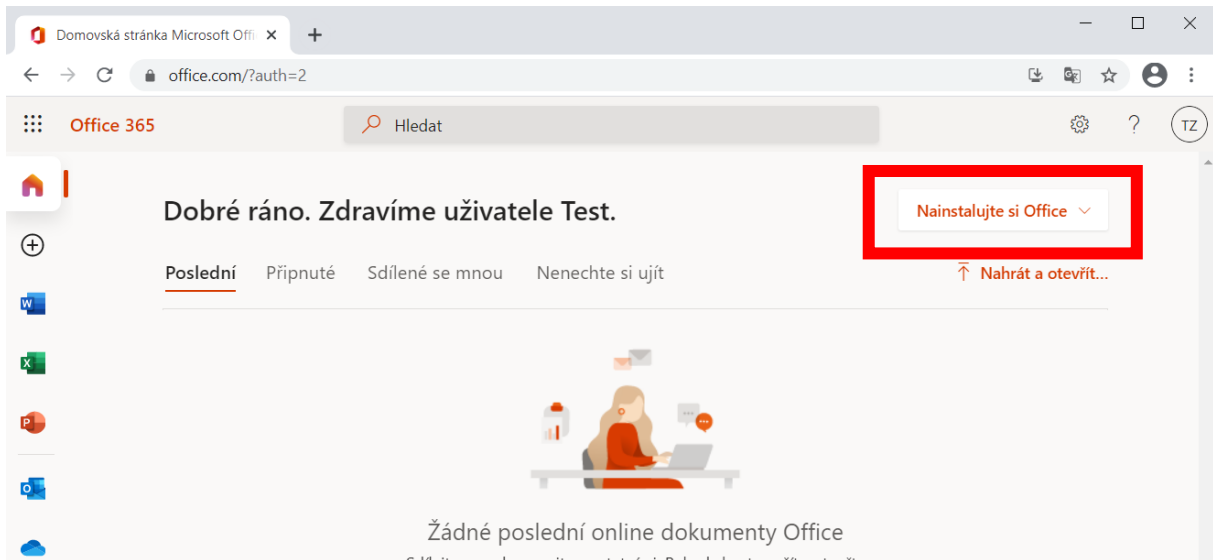 Domovská stránka Microsoft Offi
office.com/?auth=2
Office 365
Hledat
TZ
Dobré ráno. Zdravíme uživatele Test.
Nainstalujte si Office
Poslední Připnuté Sdílené se mnou Nenechte si ujít
Nahrát a otevřít...
Žádné poslední online dokumenty Office